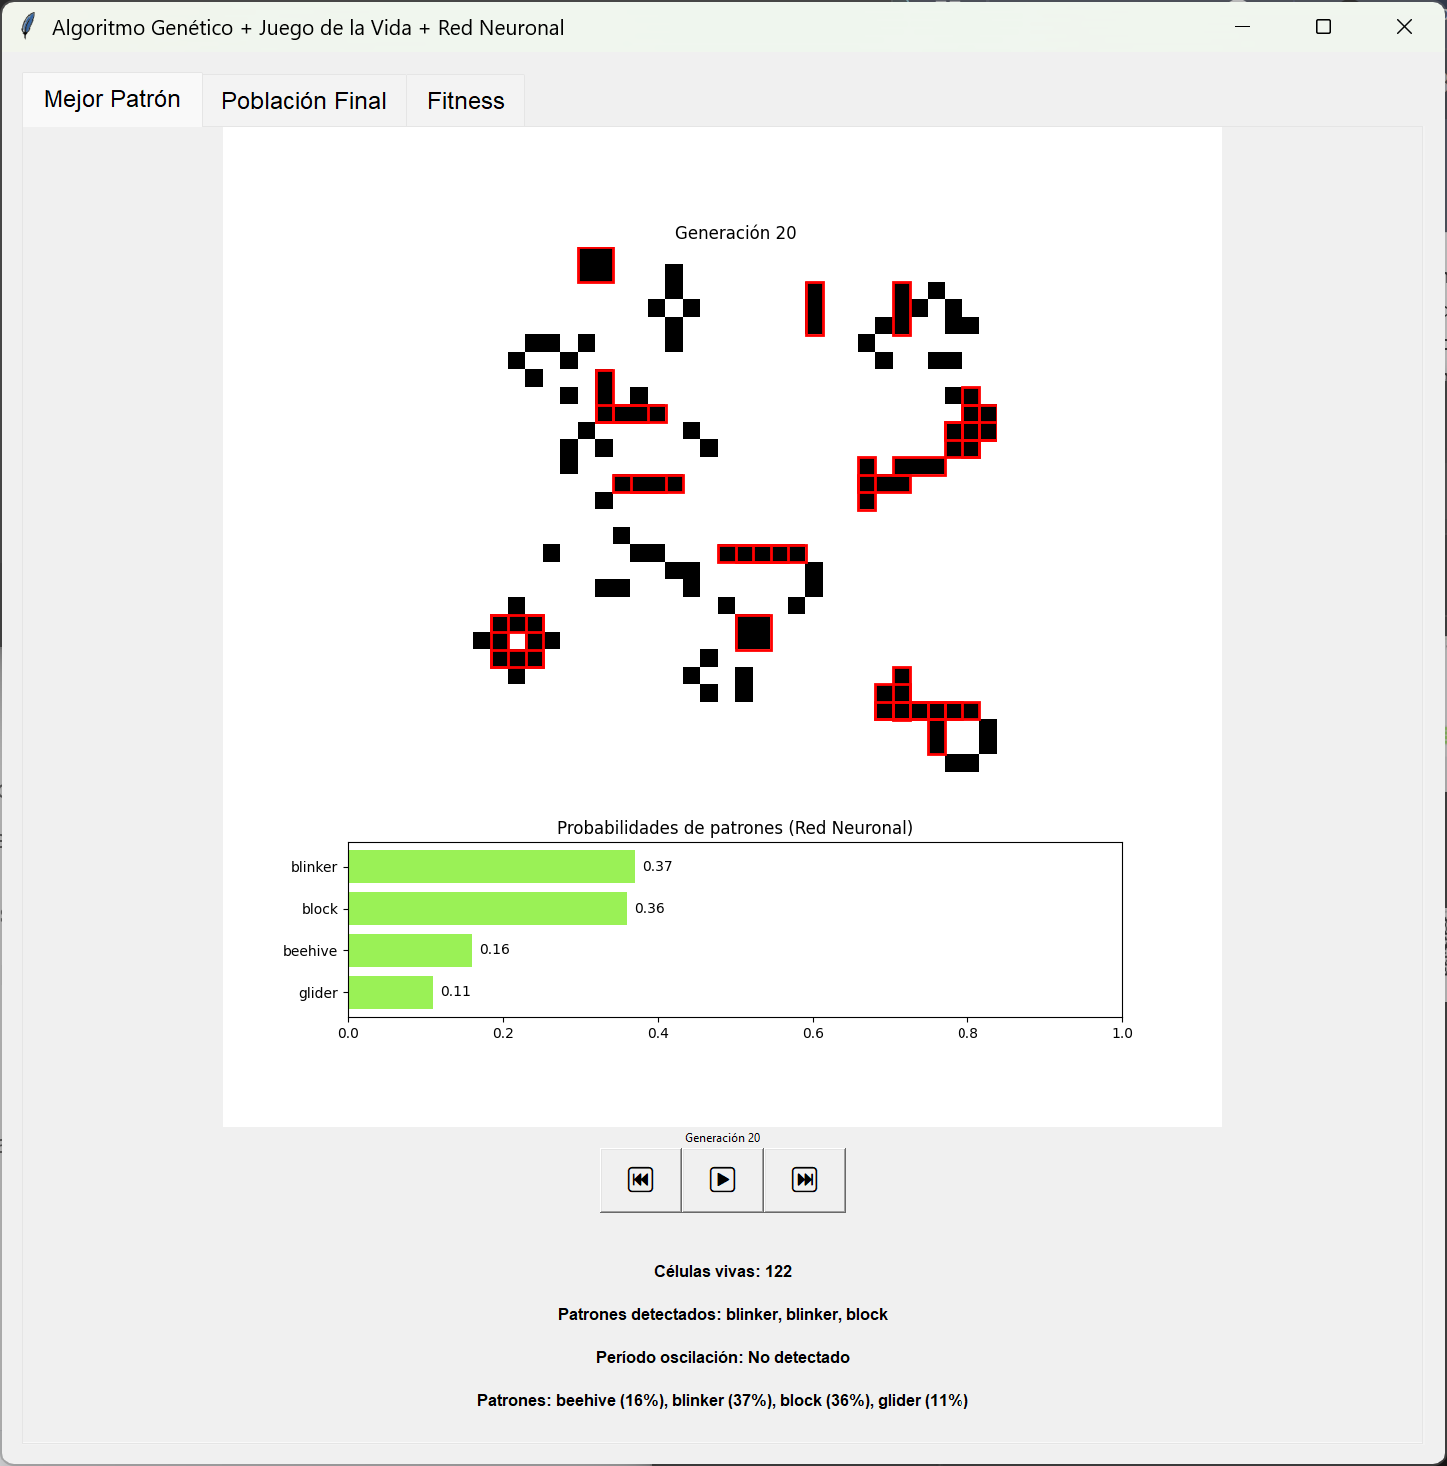 Algoritmo Genético + Juego de la Vida + Red Neuronal
Mejor Patrón
Población Final
Fitness
Generación 20
Probabilidades de patrones (Red Neuronal)
blinker
0.37
block
0.36
beehive
0.16
glider
0.11
0.0
0.2
0.4
0.6
0.8
1.0
Generación 20
Células vivas: 122
Patrones detectados: blinker, blinker, block
Período oscilación: No detectado
Patrones: beehive (16%), blinker (37%), block (36%), glider (11%)